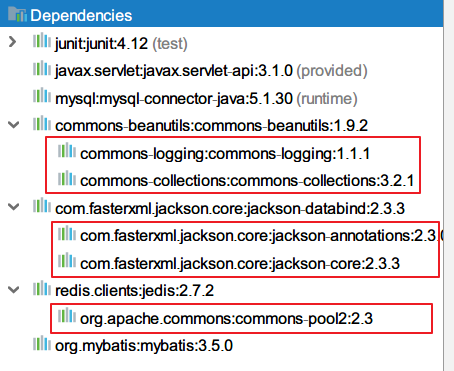 Dependencies
junit:junit:4.12 (test)
javax.servlet:javax.servlet-api:3.1.0 (provided)
mysql:mysql-connector-java:5.1.30 (runtime)
commons-beanutils:commons-beanutils:1.9.2
commons-logging:commons-logging:1.1.1
commons-collections:commons-collections:3.2.1
com.fasterxml.jackson.core:jackson-databind:2.3.3
com.fasterxml.jackson.core:jackson-annotations:2.3.0
com.fasterxml.jackson.core:jackson-core:2.3.3
redis.clients:jedis:2.7.2
org.apache.commons:commons-pool2:2.3
org.mybatis:mybatis:3.5.0